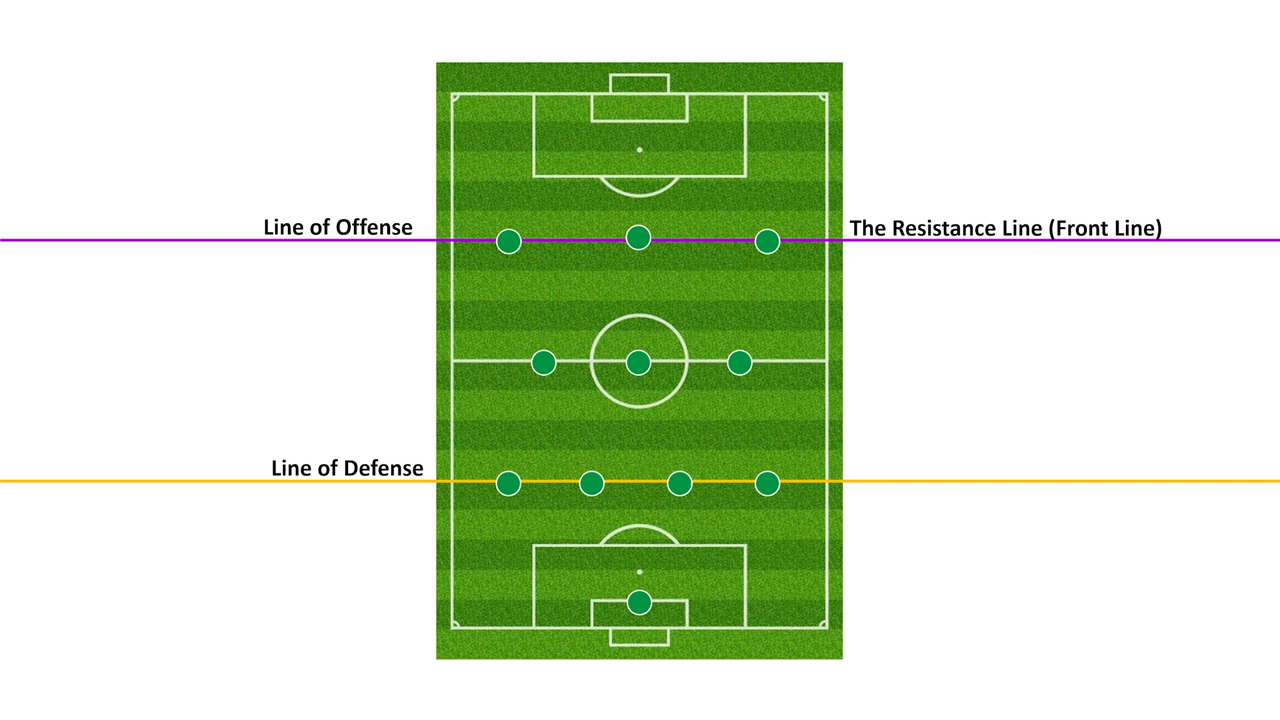 Line of Offense
The Resistance Line (Front Line)
Line of Defense